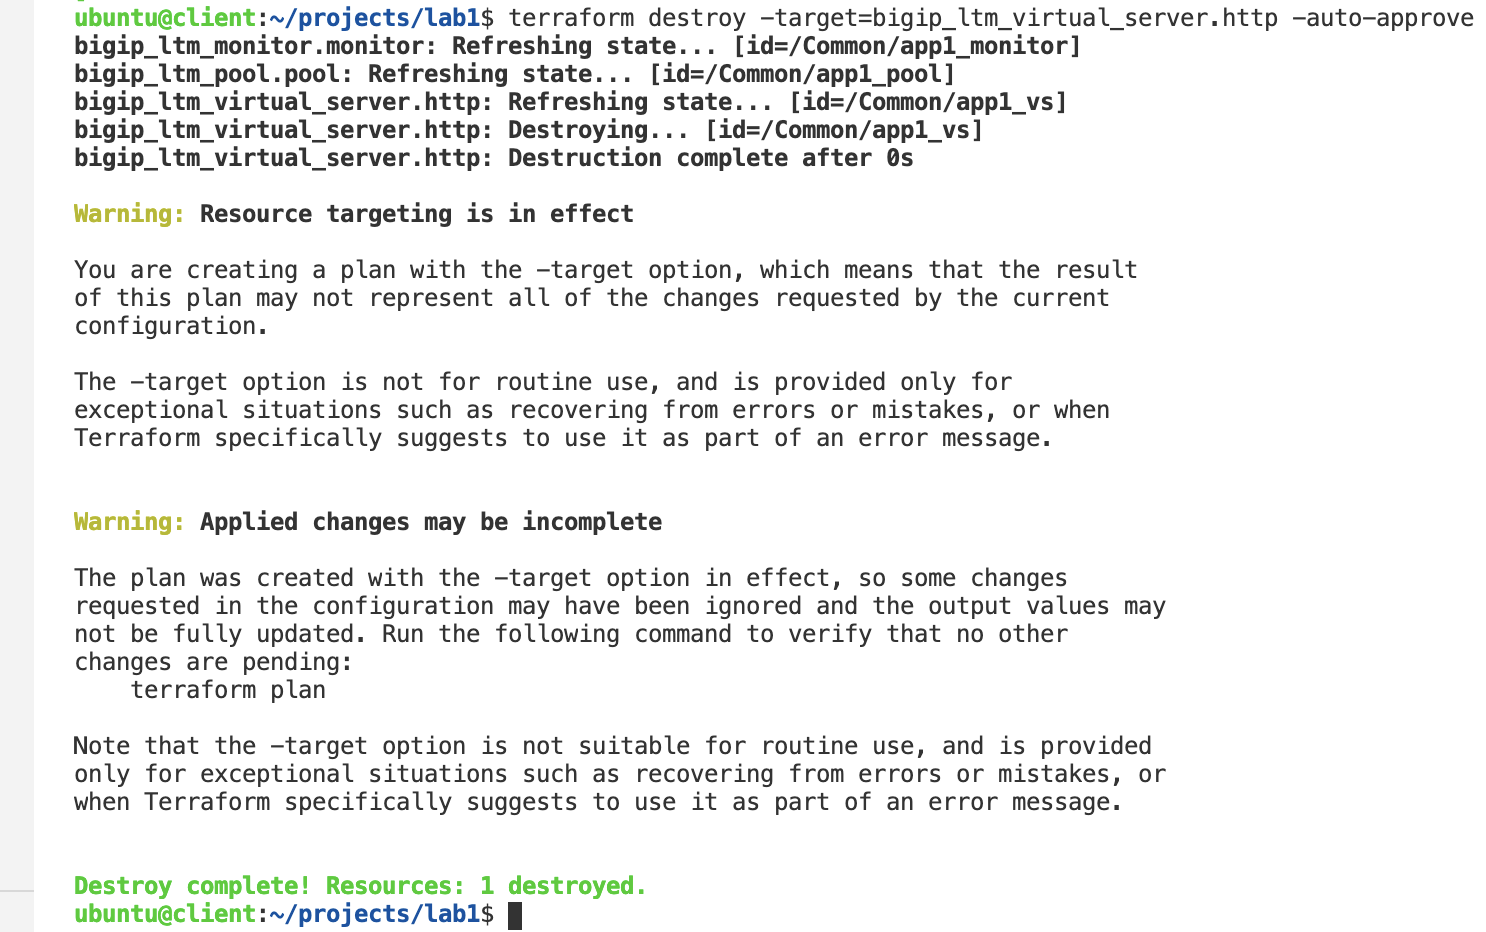 ubuntu@client:~/projects/lab1$ terraform destroy -target=bigip_ltm_virtual_server.http -auto-approve
bigip_ltm_monitor.monitor: Refreshing state... [id=/Common/app1_monitor]
bigip_ltm_pool.pool: Refreshing state... [id=/Common/app1_pool]
bigip_ltm_virtual_server.http: Refreshing state... [id=/Common/app1_vs]
bigip_ltm_virtual_server.http: Destroying... [id=/Common/app1_vs]
bigip_ltm_virtual_server.http: Destruction complete after 0s
Warning: Resource targeting is in effect
You are creating a plan with the -target option, which means that the result
of this plan may not represent all of the changes requested by the current
configuration.
The -target option is not for routine use, and is provided only for
exceptional situations such as recovering from errors or mistakes, or when
Terraform specifically suggests to use it as part of an error message.
Warning: Applied changes may be incomplete
The plan was created with the -target option in effect, so some changes
requested in the configuration may have been ignored and the output values may
not be fully updated. Run the following command to verify that no other
changes are pending:
terraform plan
Note that the -target option is not suitable for routine use, and is provided
only for exceptional situations such as recovering from errors or mistakes, or
when Terraform specifically suggests to use it as part of an error message.
Destroy complete! Resources: 1 destroyed.
ubuntu@client:~/projects/lab1$